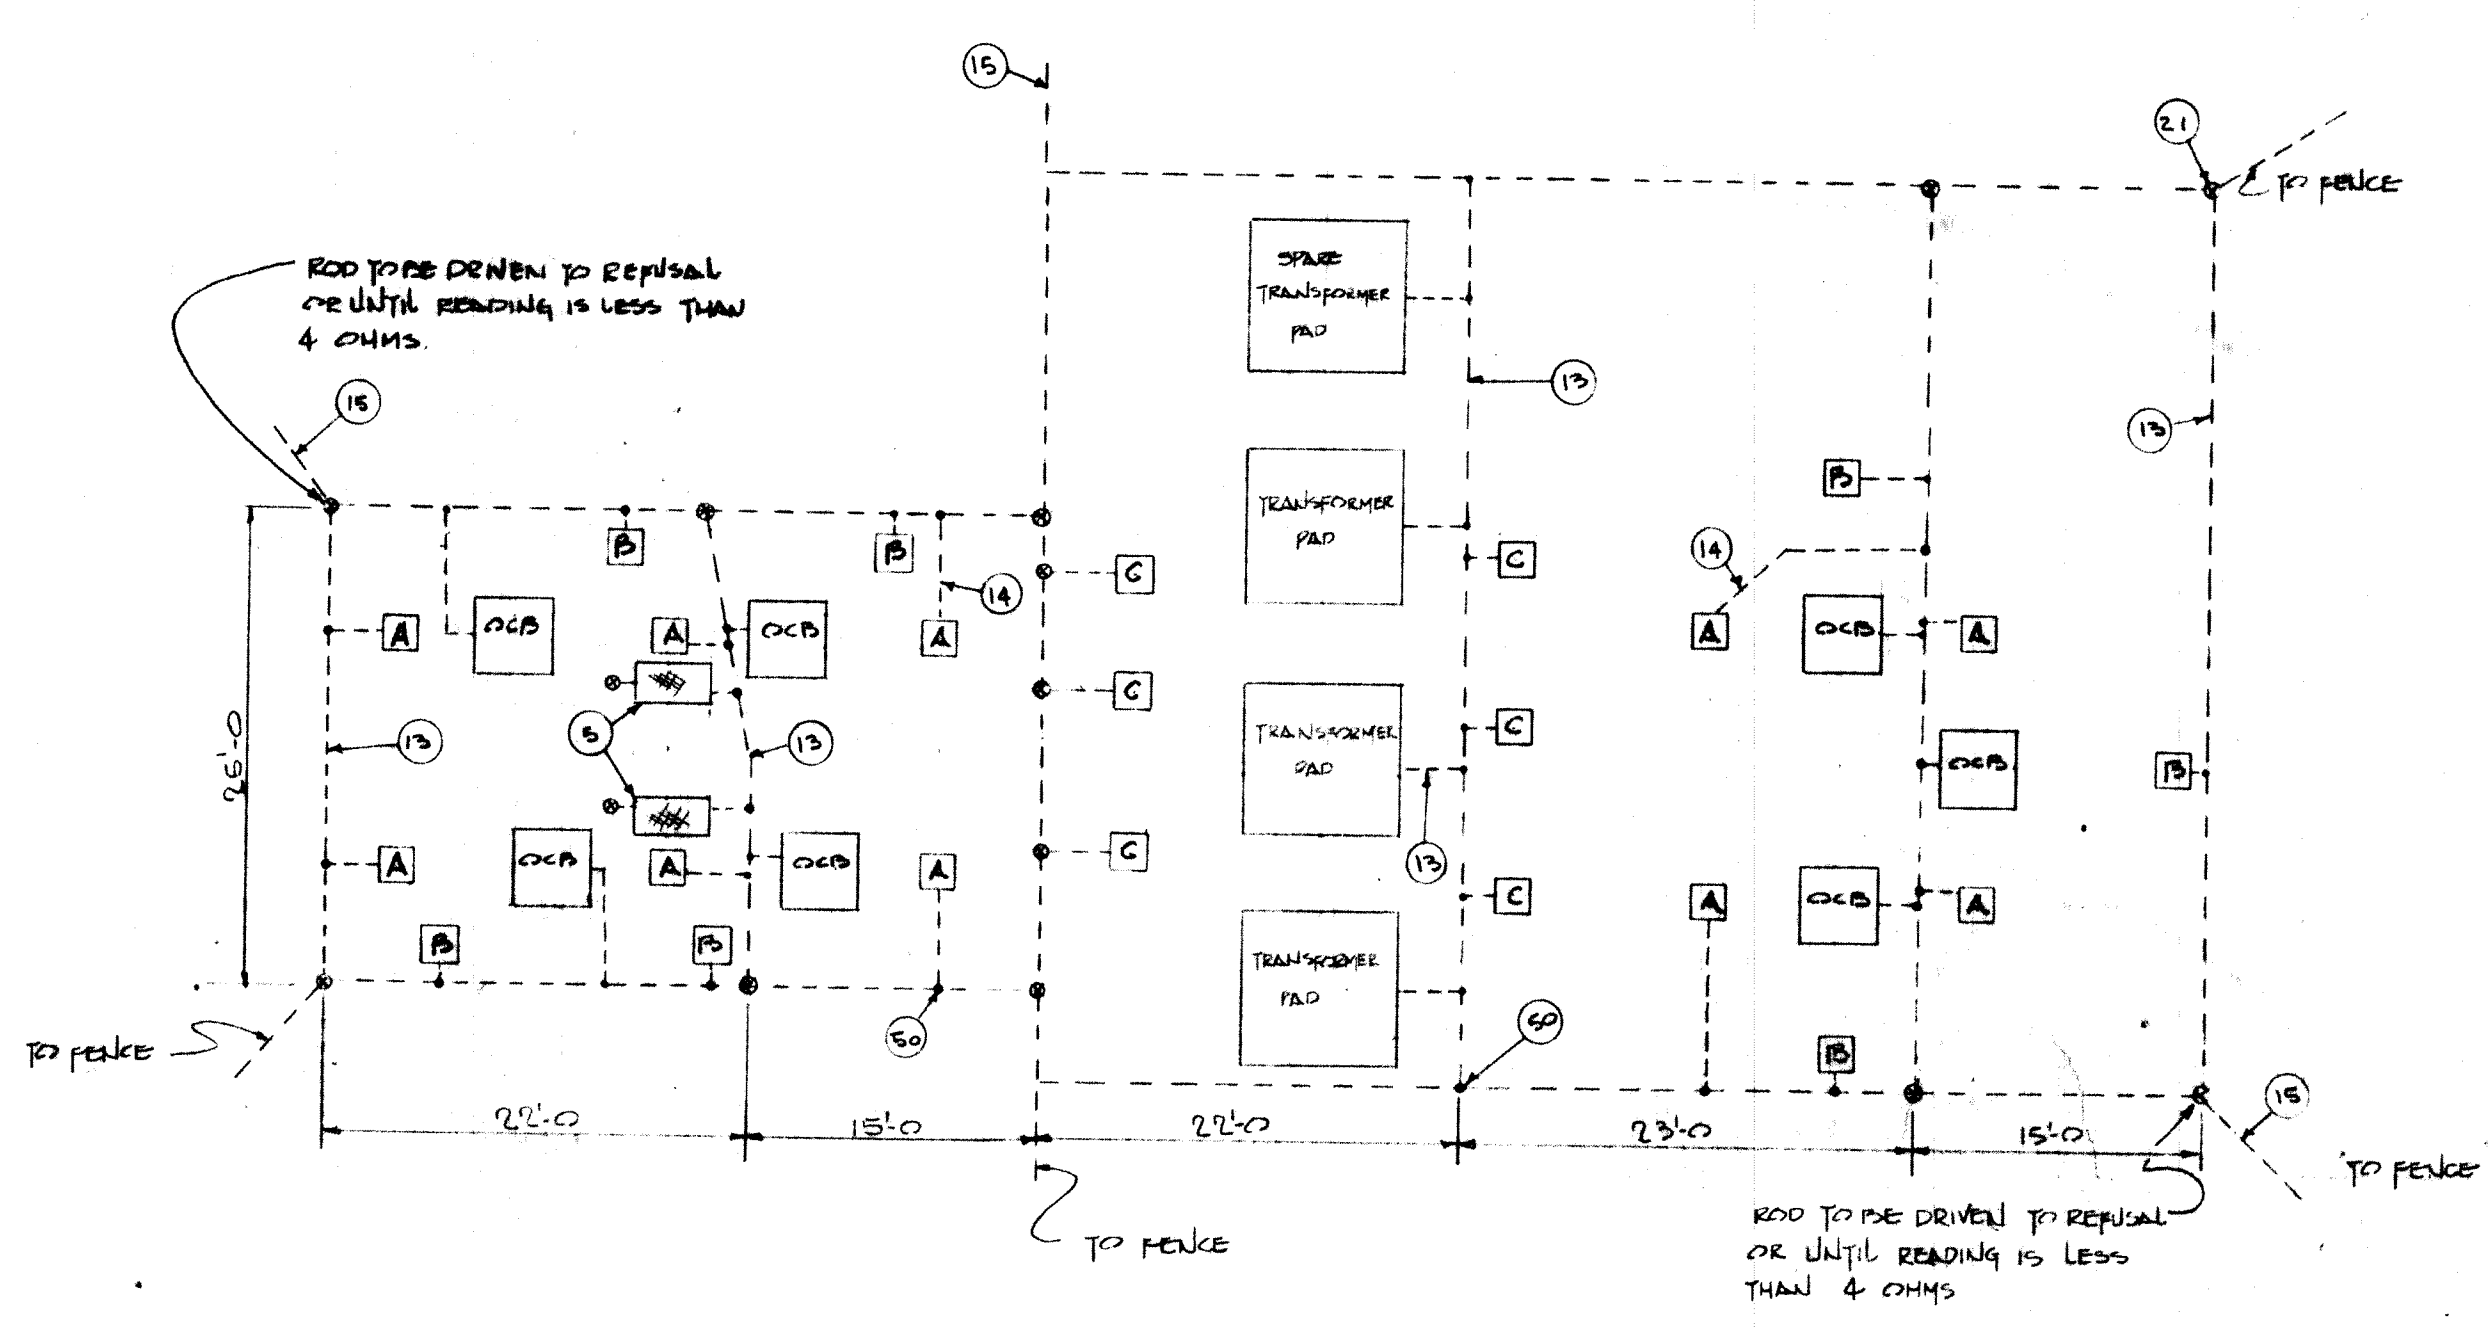 15
21
TO FENCE
ROD TO BE DRIVEN TO REFUSAL
OR UNTIL READING IS LESS THAN
4 OHMS.
15
SPARE
TRANSFORMER
PAD
13
13
B
TRANSFORMER
PAD
C
14
B
B
C
14
A
OCB
A
OCB
A
A
OCB
A
C
5
13
13
26'-0
TRANSFORMER
PAD
C
OCB
B
13
OCB
A
OCB
A
A
C
C
A
OCB
A
B
B
TRANSFORMER
PAD
50
50
B
TO FENCE
15
22'-0
15'-0
22'-0
23'-0
15'-0
TO FENCE
TO FENCE
ROD TO BE DRIVEN TO REFUSAL
OR UNTIL READING IS LESS
THAN 4 OHMS